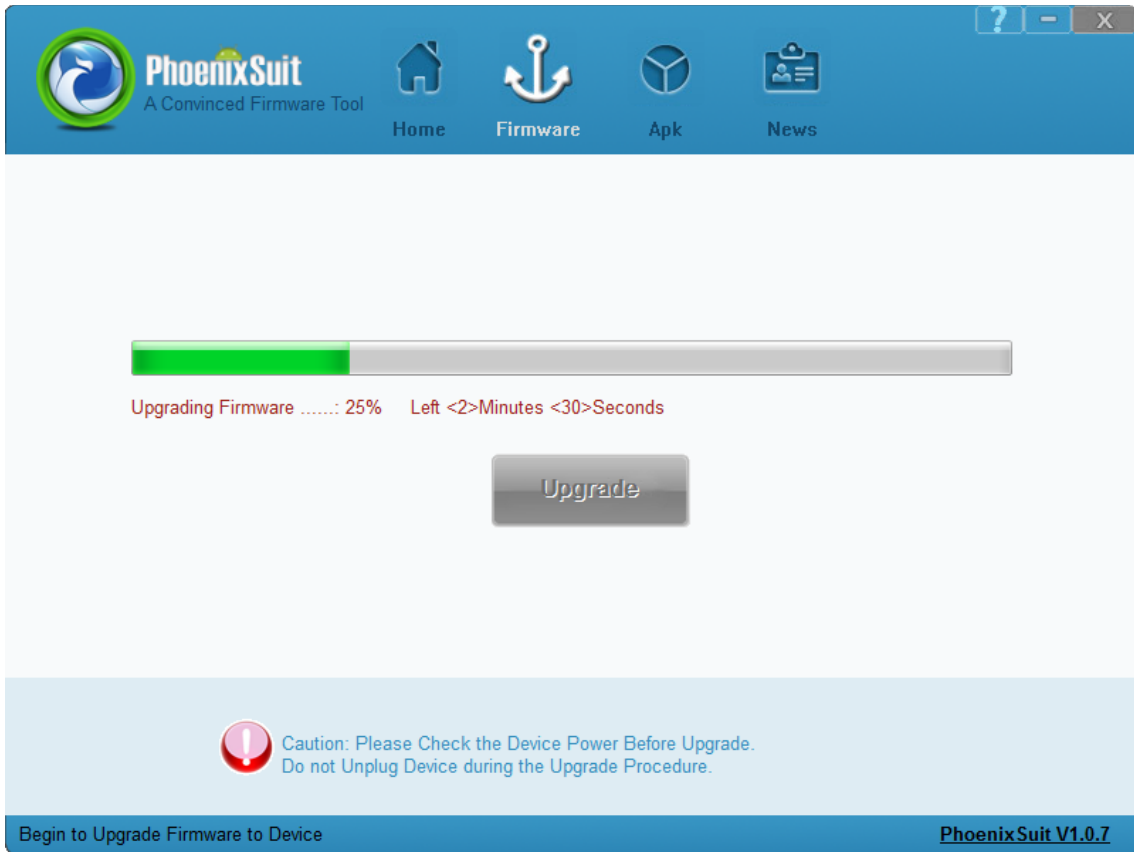 ? - X
PhoenixSuit
A Convinced Firmware Tool
Home Firmware Apk News
Upgrading Firmware ......: 25% Left <2>Minutes <30>Seconds
Upgrade
Caution: Please Check the Device Power Before Upgrade.
Do not Unplug Device during the Upgrade Procedure.
Begin to Upgrade Firmware to Device PhoenixSuit V1.0.7